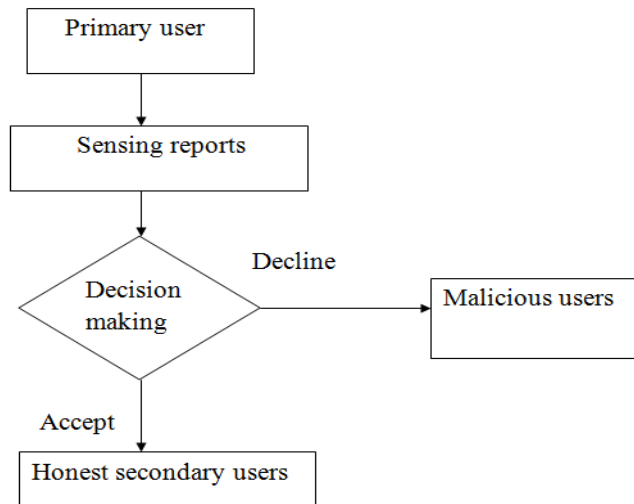 Primary user
Sensing reports
Decline
Decision
making
Malicious users
Accept
Honest secondary users